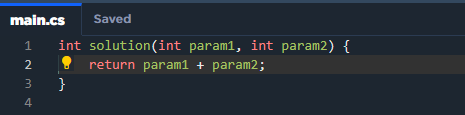 main.cs Saved
1 int solution(int param1, int param2) {
2 return param1 + param2;
3 }
4